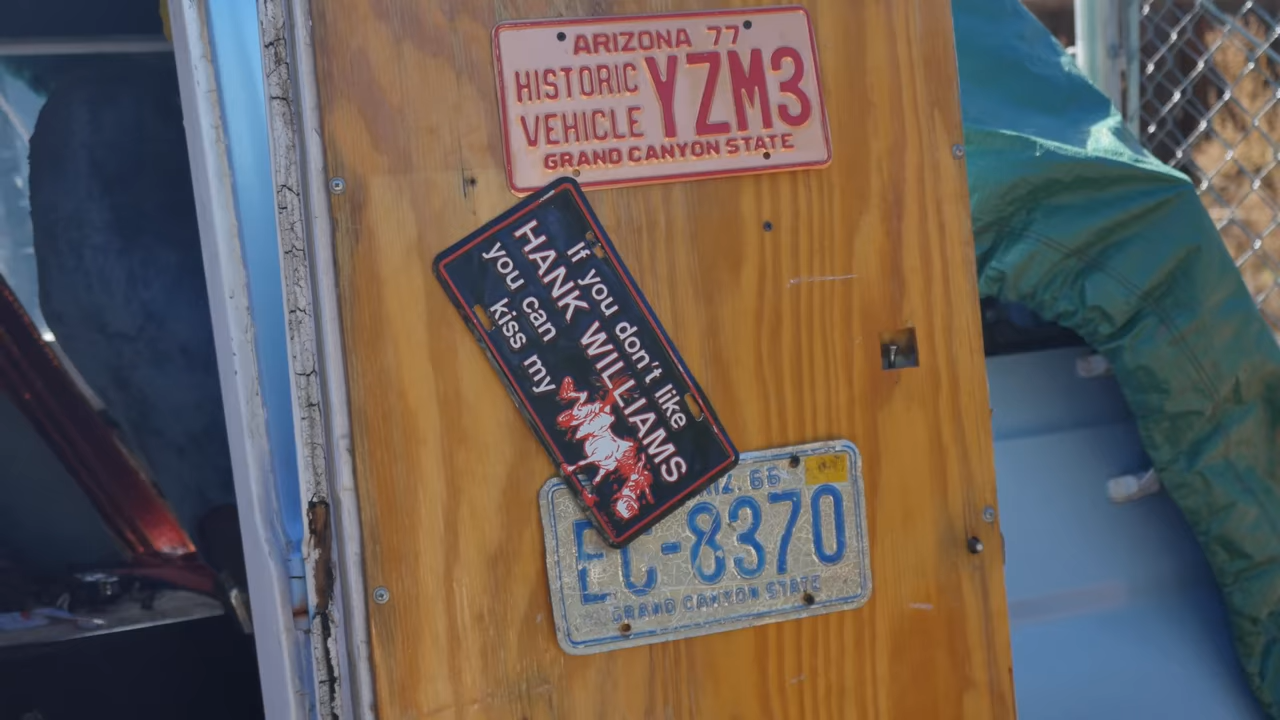 ARIZONA 77
HISTORIC
VEHICLE
YZM3
GRAND CANYON STATE
If you don't like
HANK WILLIAMS
you can
kiss my
66
EC-8370
GRAND CANYON STATE